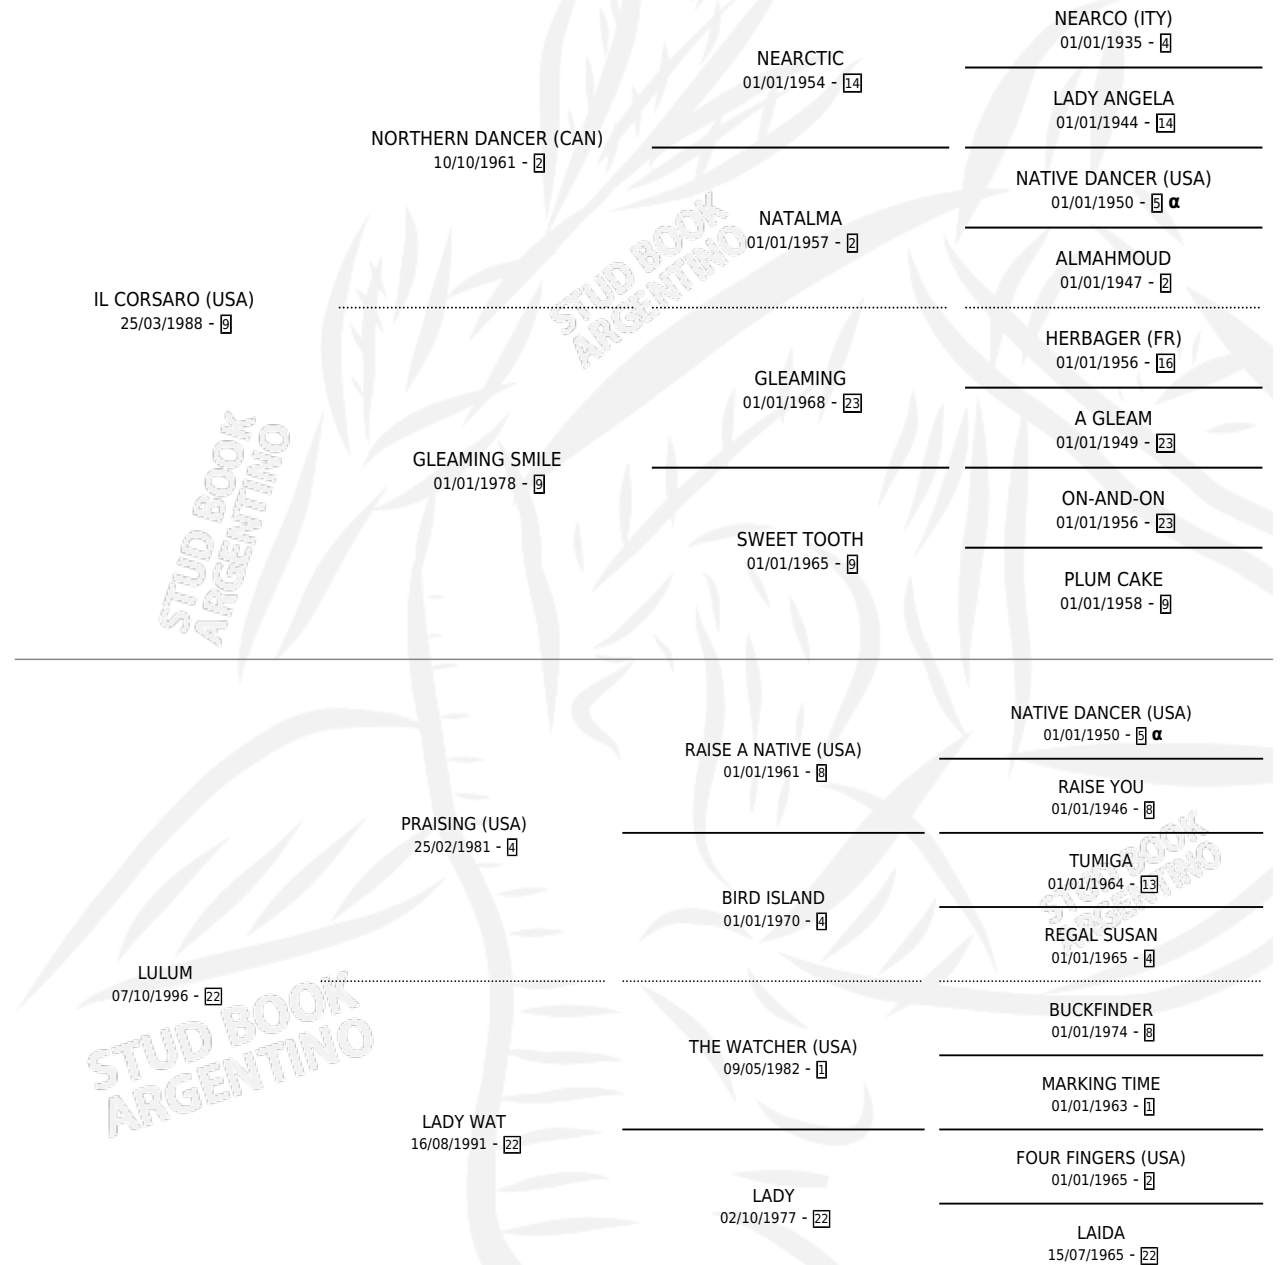 NEARCO (ITY)
01/01/1935 - 4
NEARCTIC
01/01/1954 - 14
LADY ANGELA
01/01/1944 - 14
NORTHERN DANCER (CAN)
10/10/1961 - 2
NATIVE DANCER (USA)
01/01/1950 - 5 α
NATALMA
01/01/1957 - 2
ALMAHMOUD
01/01/1947 - 2
IL CORSARO (USA)
25/03/1988 - 9
HERBAGER (FR)
01/01/1956 - 16
GLEAMING
01/01/1968 - 23
A GLEAM
01/01/1949 - 23
GLEAMING SMILE
01/01/1978 - 9
ON-AND-ON
01/01/1956 - 23
SWEET TOOTH
01/01/1965 - 9
PLUM CAKE
01/01/1958 - 9
STUD BOOK
ARGENTINO
STUD BOOK
ARGENTINO
NATIVE DANCER (USA)
01/01/1950 - 5 α
RAISE A NATIVE (USA)
01/01/1961 - 8
RAISE YOU
01/01/1946 - 8
PRAISING (USA)
25/02/1981 - 4
TUMIGA
01/01/1964 - 13
BIRD ISLAND
01/01/1970 - 4
REGAL SUSAN
01/01/1965 - 4
LULUM
07/10/1996 - 22
BUCKFINDER
01/01/1974 - 8
THE WATCHER (USA)
09/05/1982 - 1
MARKING TIME
01/01/1963 - 1
LADY WAT
16/08/1991 - 22
FOUR FINGERS (USA)
01/01/1965 - 2
LADY
02/10/1977 - 22
LAIDA
15/07/1965 - 22
STUD BOOK
ARGENTINO
STUD BOOK
ARGENTINO